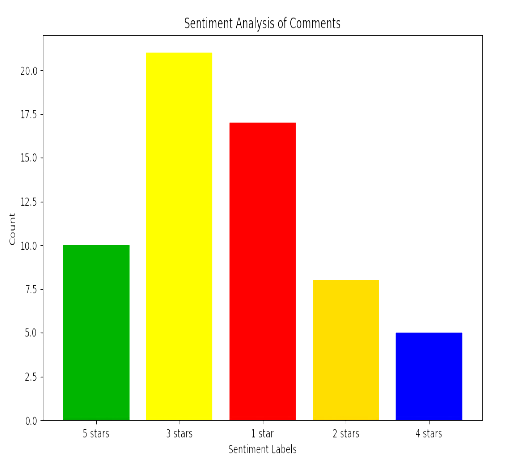 Sentiment Analysis of Comments
20.0
17.5
15.0
12.5
10.0
7.5
5.0
2.5
0.0
Count
5 stars
3 stars
1 star
2 stars
4 stars
Sentiment Labels